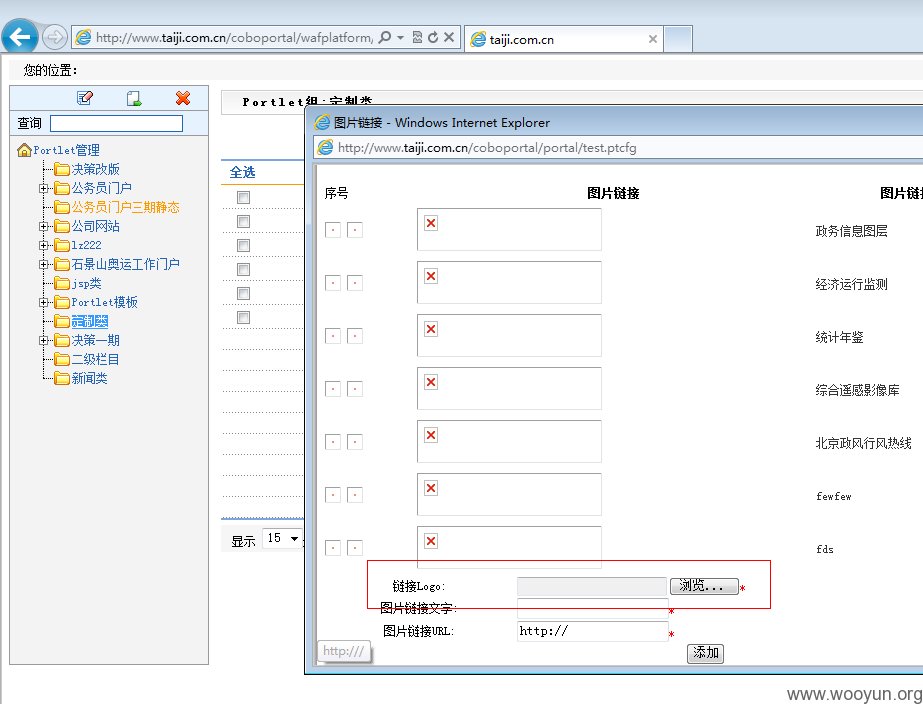 http://www.taiji.com.cn/coboportal/wafplatform,
taiji.com.cn
您的位置:
查询
Portlet管理
决策改版
公务员门户
公务员门户三期静态
公司网站
lz222
石景山奥运工作门户
jsp类
Portlet模板
定制类
决策一期
二级栏目
新闻类
Portlet组:定制类
全选
显示 15
图片链接 - Windows Internet Explorer
http://www.taiji.com.cn/coboportal/portal/test.ptcfg
序号 图片链接 图片链接
政务信息图层
经济运行监测
统计年鉴
综合遥感影像库
北京政风行风热线
fewfew
fds
链接Logo: 浏览... *
图片链接文字: *
图片链接URL: http:// *
添加
http:///
www.wooyun.org